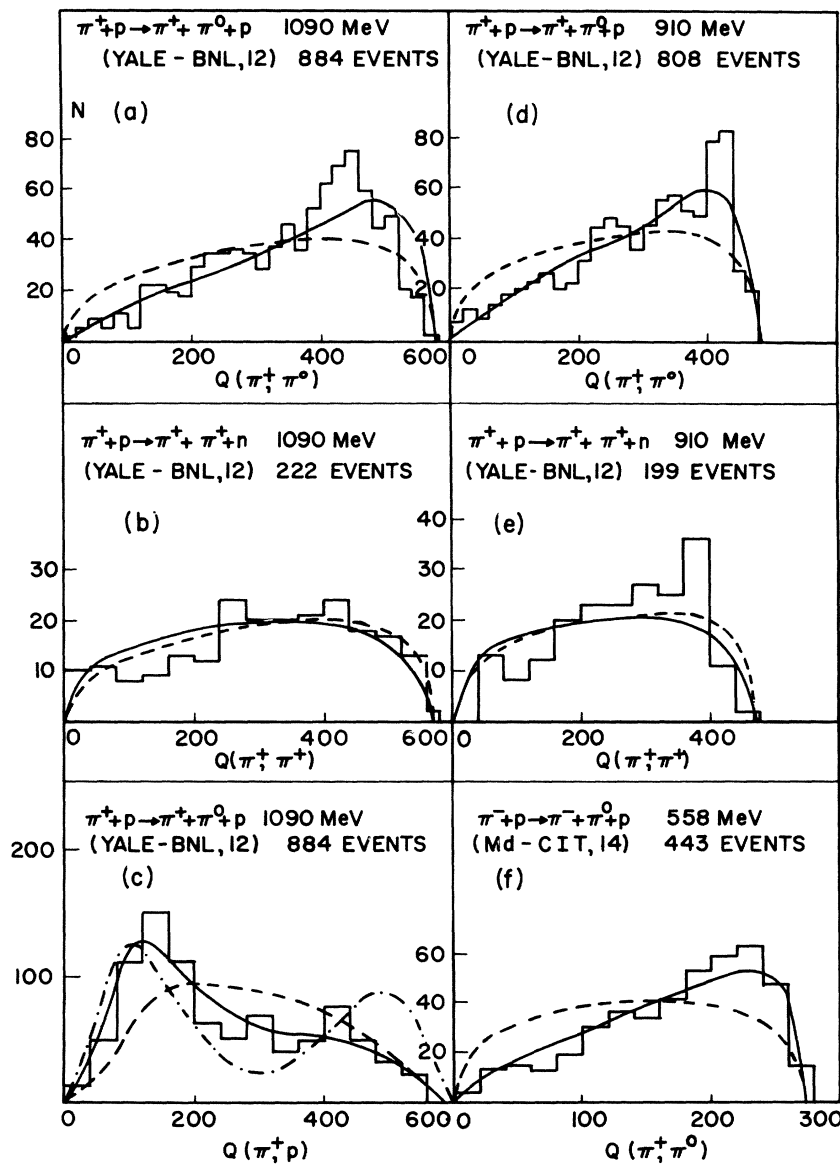 π⁺+p→π⁺+ π⁰+p 1090 MeV
(YALE - BNL, 12) 884 EVENTS
N (a)
80
60
40
20
0 200 400 600
Q (π⁺, π⁰)
π⁺+p→π⁺+π⁰+p 910 MeV
(YALE-BNL, 12) 808 EVENTS
(d)
80
60
40
20
0 200 400
Q (π⁺, π⁰)
π⁺+p→π⁺+ π⁺+n 1090 MeV
(YALE - BNL, 12) 222 EVENTS
(b)
30
20
10
0 200 400 600
Q(π⁺, π⁺)
π⁺+p→π⁺+ π⁺+n 910 MeV
(YALE-BNL, 12) 199 EVENTS
(e)
40
30
20
10
0 200 400
Q(π⁺, π⁺)
π⁺+p→π⁺+π⁰+p 1090 MeV
(YALE-BNL, 12) 884 EVENTS
(c)
200
100
0 200 400 600
Q (π⁺, p)
π⁻+p→π⁻+π⁰+p 558 MeV
(Md-CIT, 14) 443 EVENTS
(f)
60
40
20
0 100 200 300
Q (π⁺, π⁰)